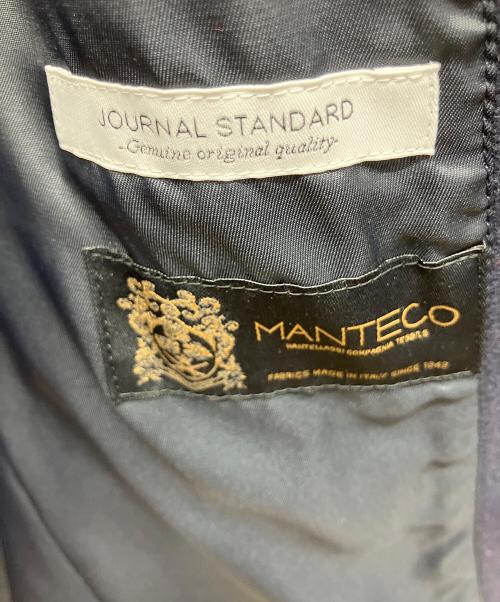 JOURNAL STANDARD
-Genuine original quality-
MANTECO
MANTELLASSI COMPAGNIA TESSILE
FABRICS MADE IN ITALY SINCE 1943